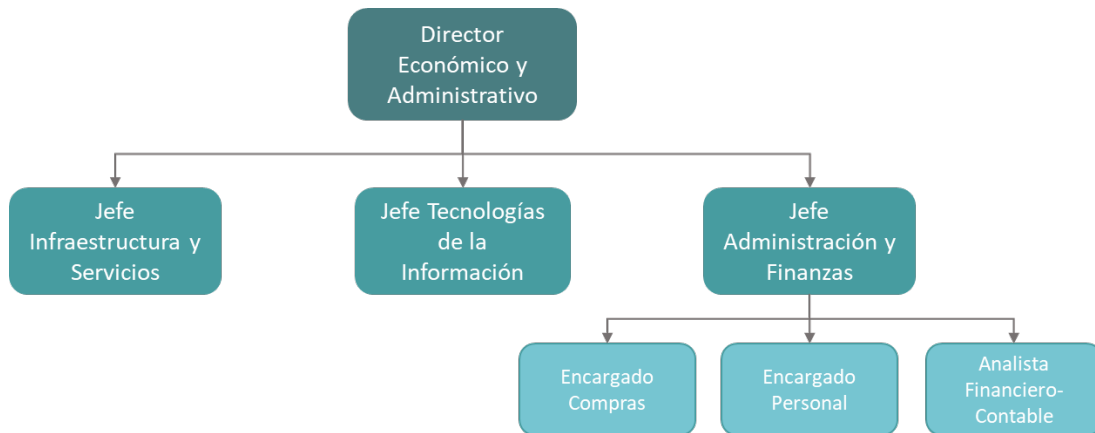 Director
Económico y
Administrativo
Jefe
Infraestructura y
Servicios
Jefe Tecnologías
de la
Información
Jefe
Administración y
Finanzas
Encargado
Compras
Encargado
Personal
Analista
Financiero-
Contable